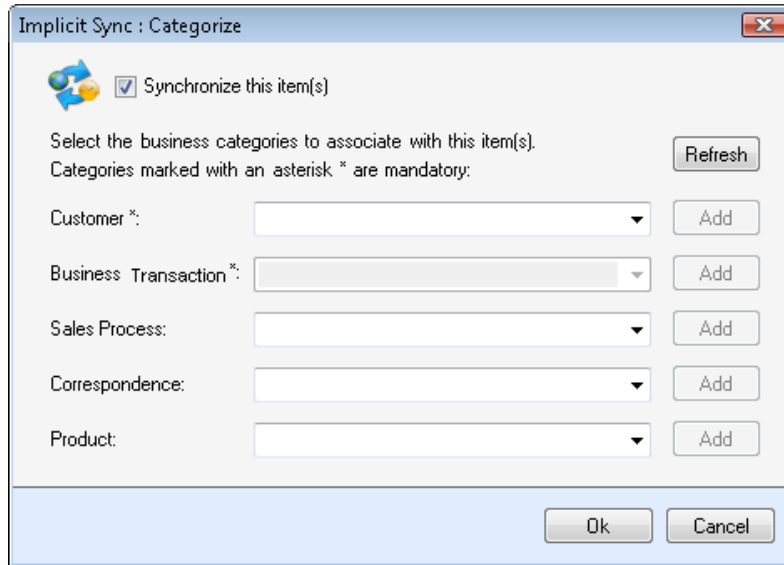 Implicit Sync : Categorize
Synchronize this item(s)
Select the business categories to associate with this item(s).
Categories marked with an asterisk * are mandatory:
Refresh
Customer *: Add
Business Transaction *: Add
Sales Process: Add
Correspondence: Add
Product: Add
Ok Cancel